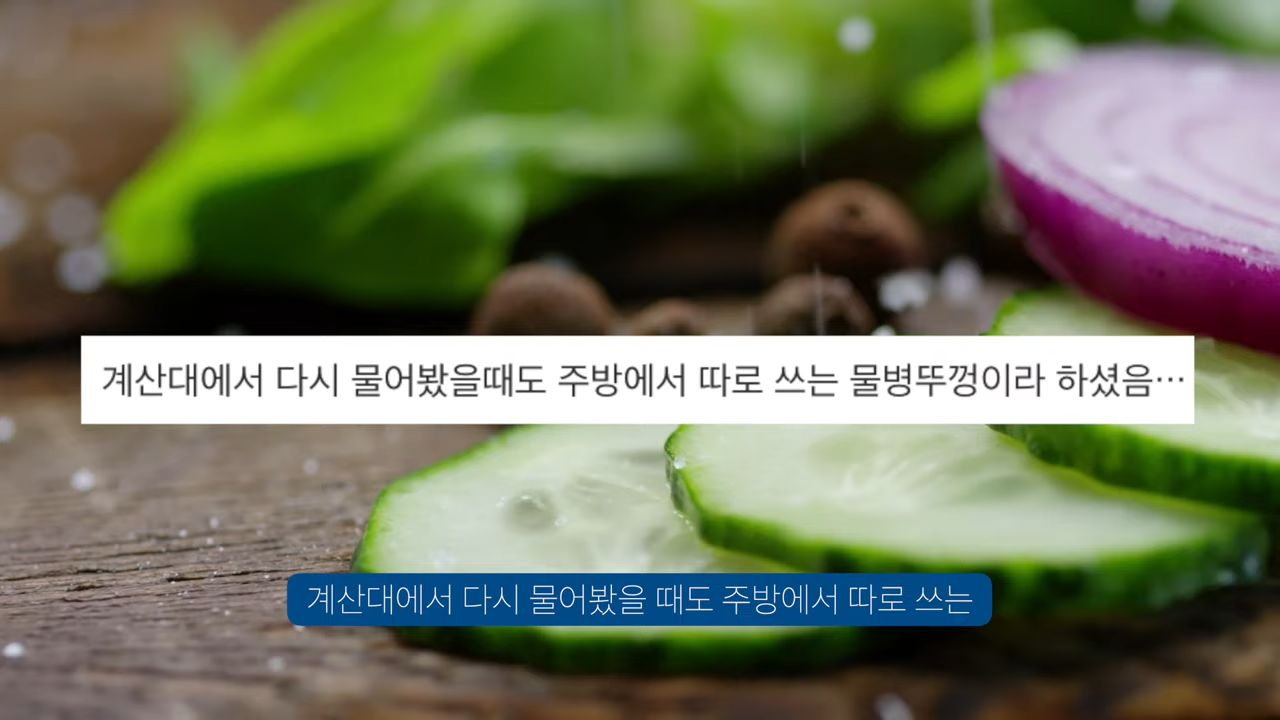 계산대에서 다시 물어봤을때도 주방에서 따로 쓰는 물병뚜껑이라 하셨음…
계산대에서 다시 물어봤을 때도 주방에서 따로 쓰는